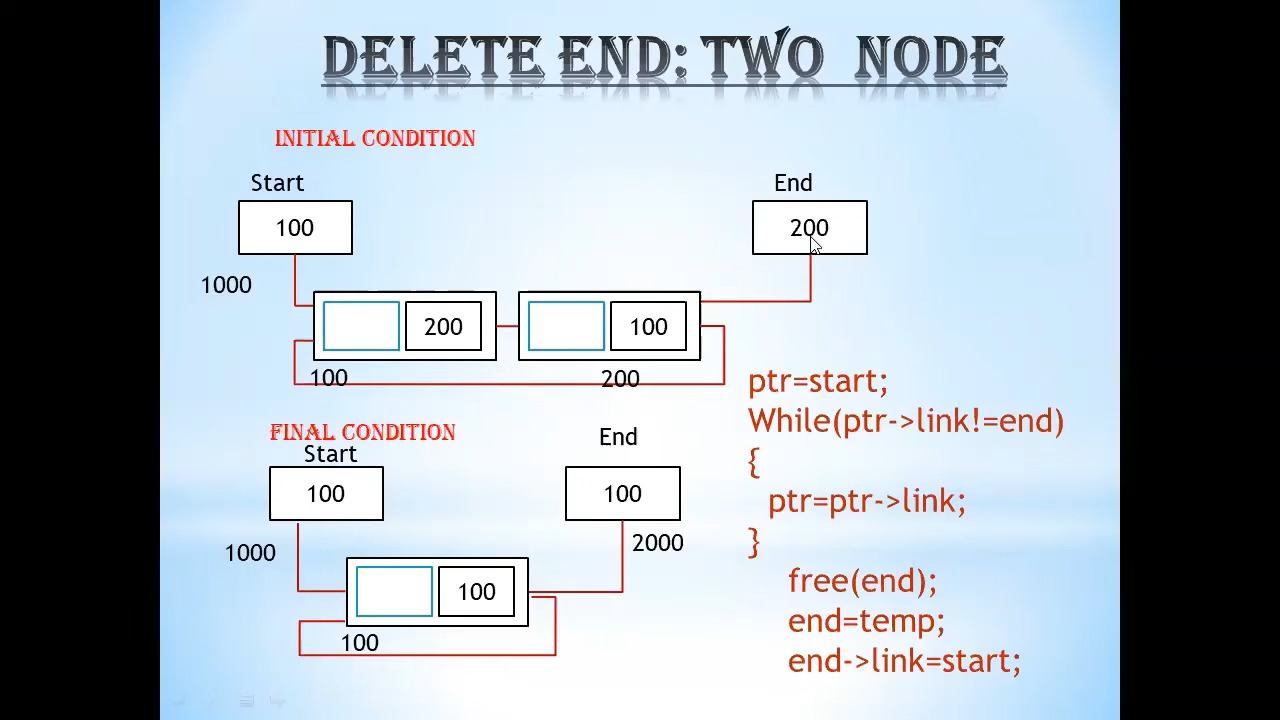 DELETE END: TWO NODE
INITIAL CONDITION
Start
End
100
200
1000
200
100
100
200
ptr=start;
While(ptr->link!=end)
{
ptr=ptr->link;
}
free(end);
end=temp;
end->link=start;
FINAL CONDITION
Start
End
100
100
1000
2000
100
100